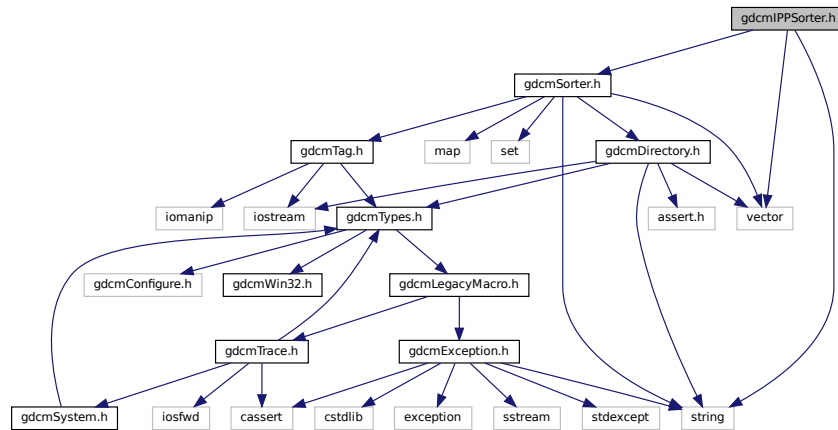 gdcmIPPSorter.h
gdcmSorter.h
gdcmTag.h
map
set
gdcmDirectory.h
iomanip
iostream
gdcmTypes.h
assert.h
vector
gdcmConfigure.h
gdcmWin32.h
gdcmLegacyMacro.h
gdcmTrace.h
gdcmException.h
gdcmSystem.h
iosfwd
cassert
cstdlib
exception
sstream
stdexcept
string